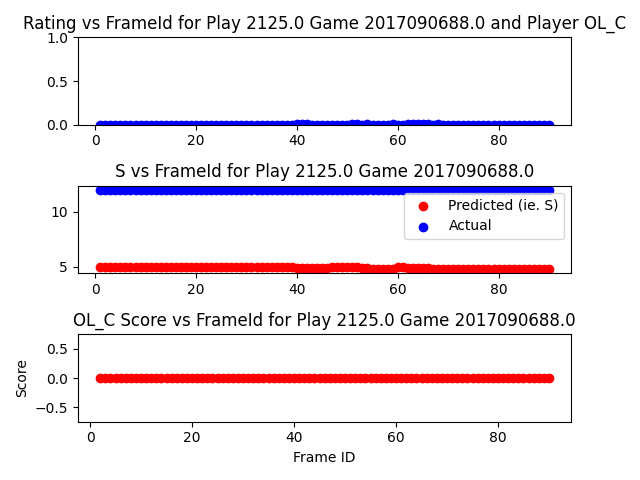 Rating vs FrameId for Play 2125.0 Game 2017090688.0 and Player OL_C
1.0
0.5
0.0
0 20 40 60 80
S vs FrameId for Play 2125.0 Game 2017090688.0
10
5
Predicted (ie. S)
Actual
0 20 40 60 80
OL_C Score vs FrameId for Play 2125.0 Game 2017090688.0
Score
0.5
0.0
−0.5
0 20 40 60 80
Frame ID